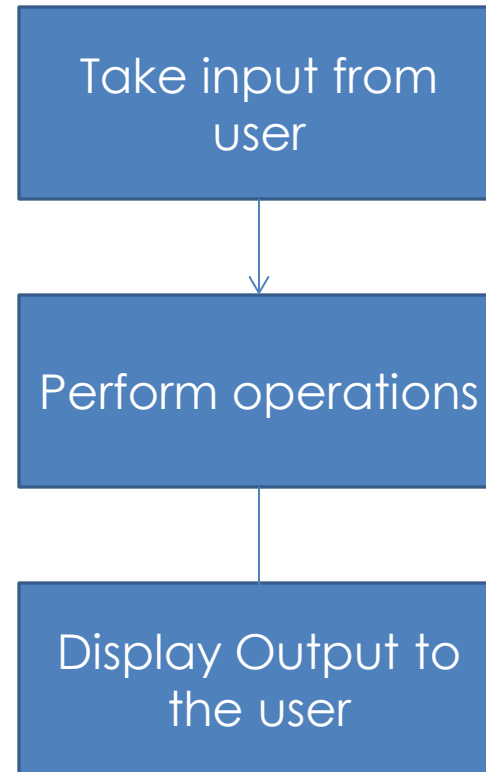 Take input from
user
Perform operations
Display Output to
the user